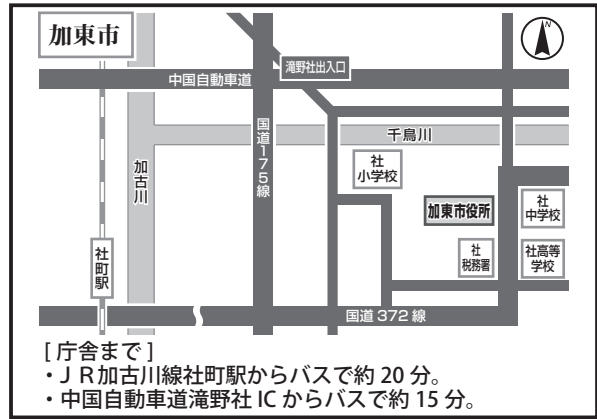 加東市
N
滝野社出入口
中国自動車道
国道175線
千鳥川
加古川
社
小学校
加東市役所
社
中学校
社町駅
社
税務署
社高等
学校
国道372線
[庁舎まで]
・JR加古川線社町駅からバスで約20分。
・中国自動車道滝野社ICからバスで約15分。